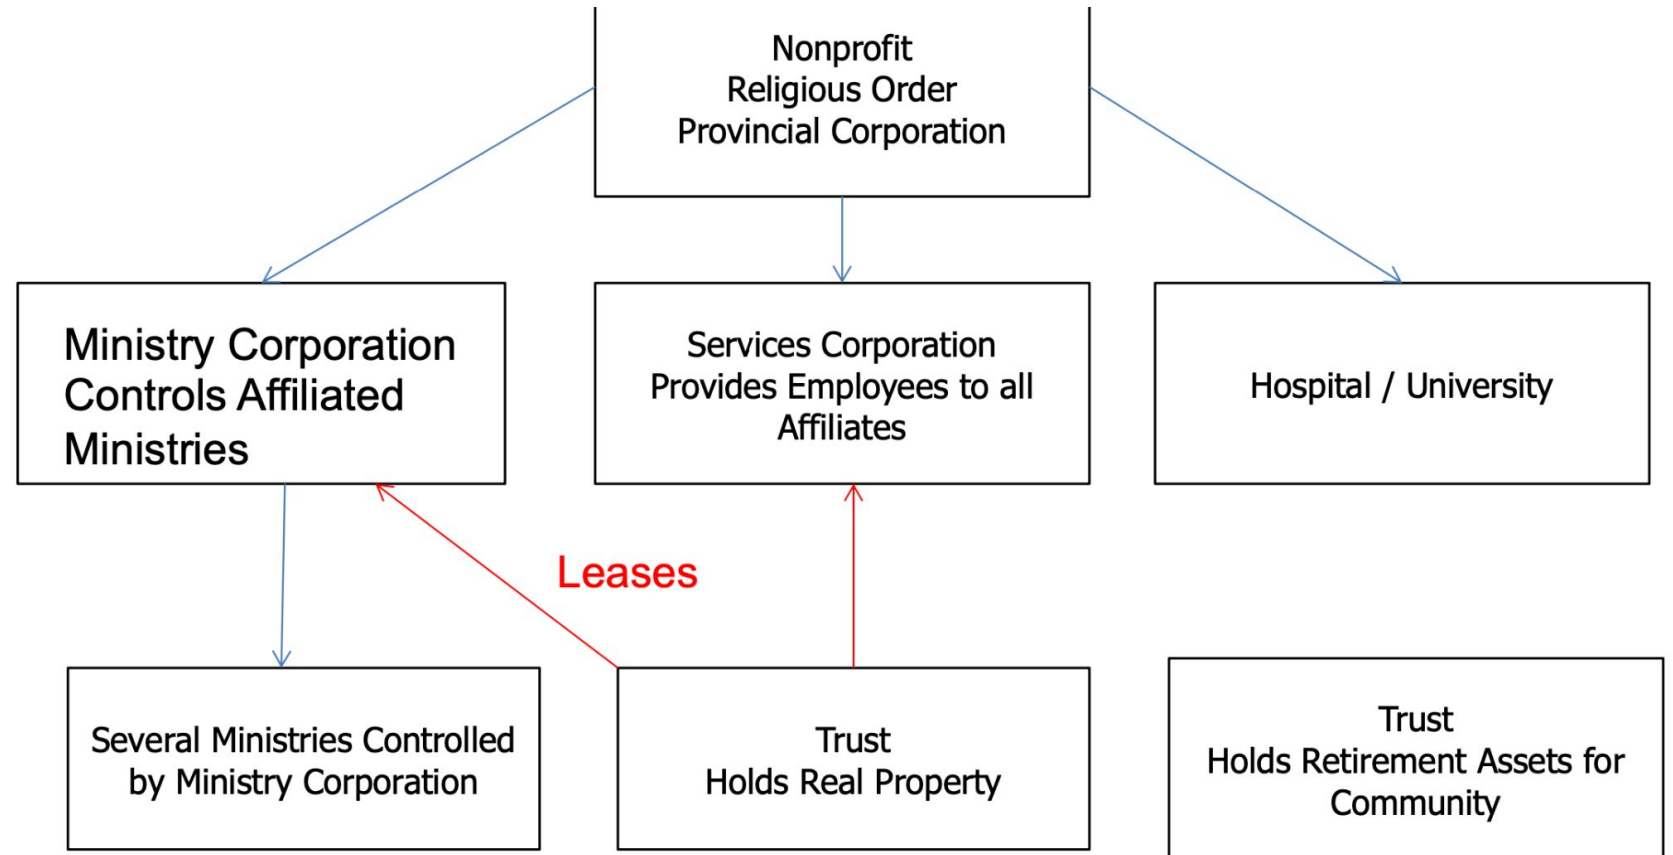 Nonprofit
Religious Order
Provincial Corporation
Ministry Corporation
Controls Affiliated
Ministries
Services Corporation
Provides Employees to all
Affiliates
Hospital / University
Leases
Several Ministries Controlled
by Ministry Corporation
Trust
Holds Real Property
Trust
Holds Retirement Assets for
Community